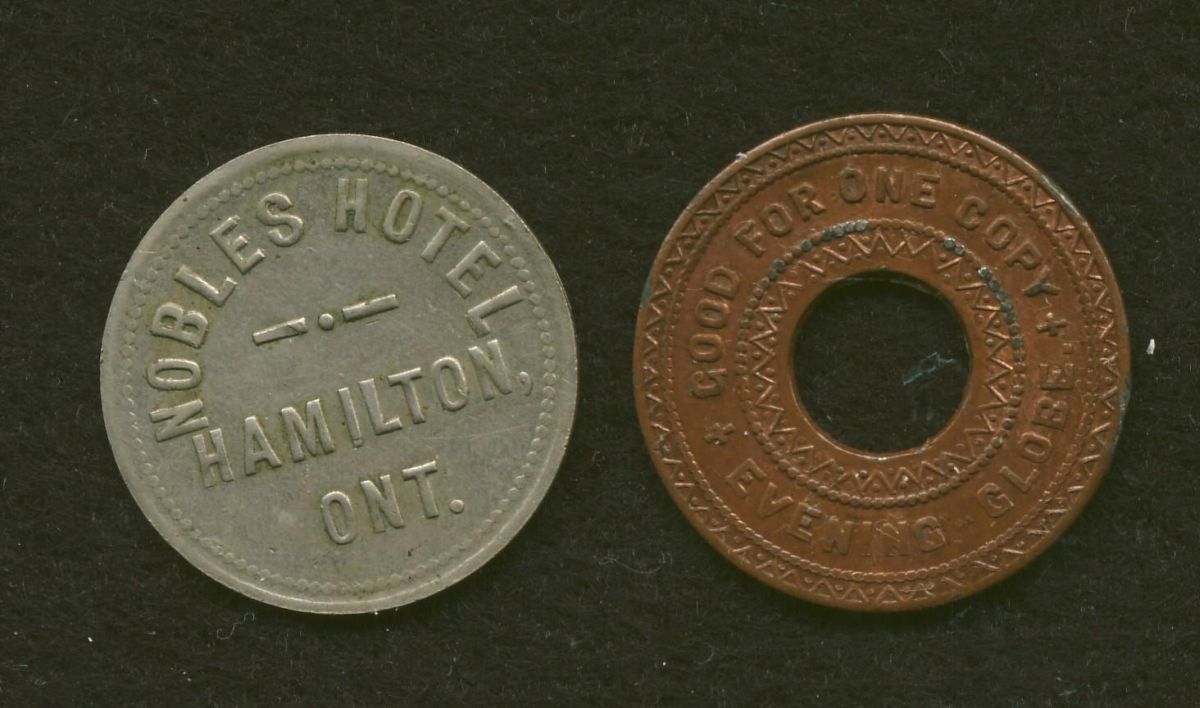 NOBLES HOTEL
HAMILTON,
ONT.
GOOD FOR ONE COPY
EVENING GLOBE